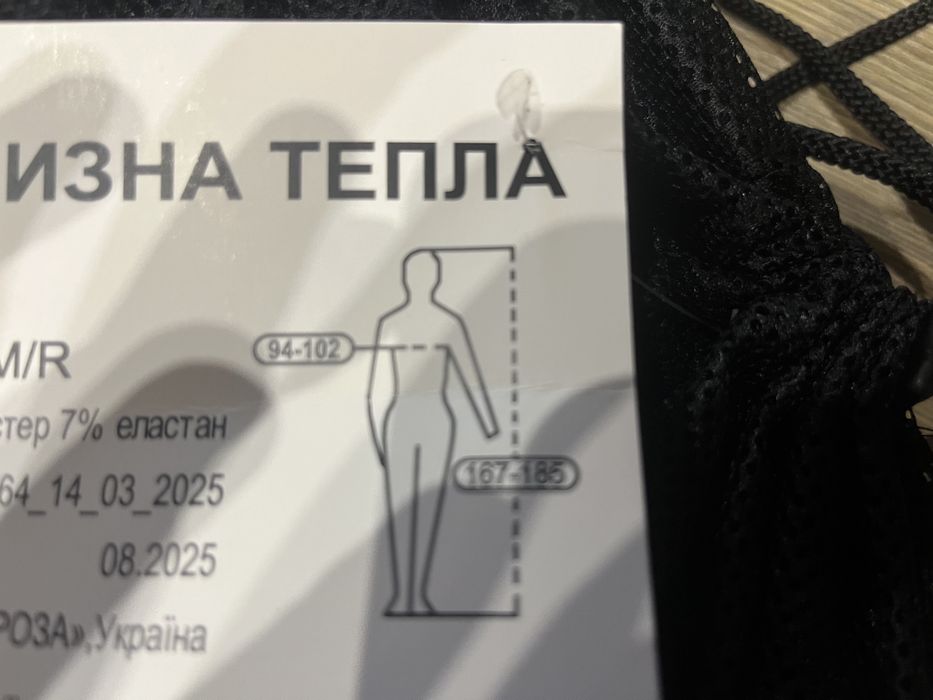 ИЗНА ТЕПЛА
94-102
M/R
стер 7% еластан
167-185
64_14_03_2025
08.2025
РОЗА»,Україна